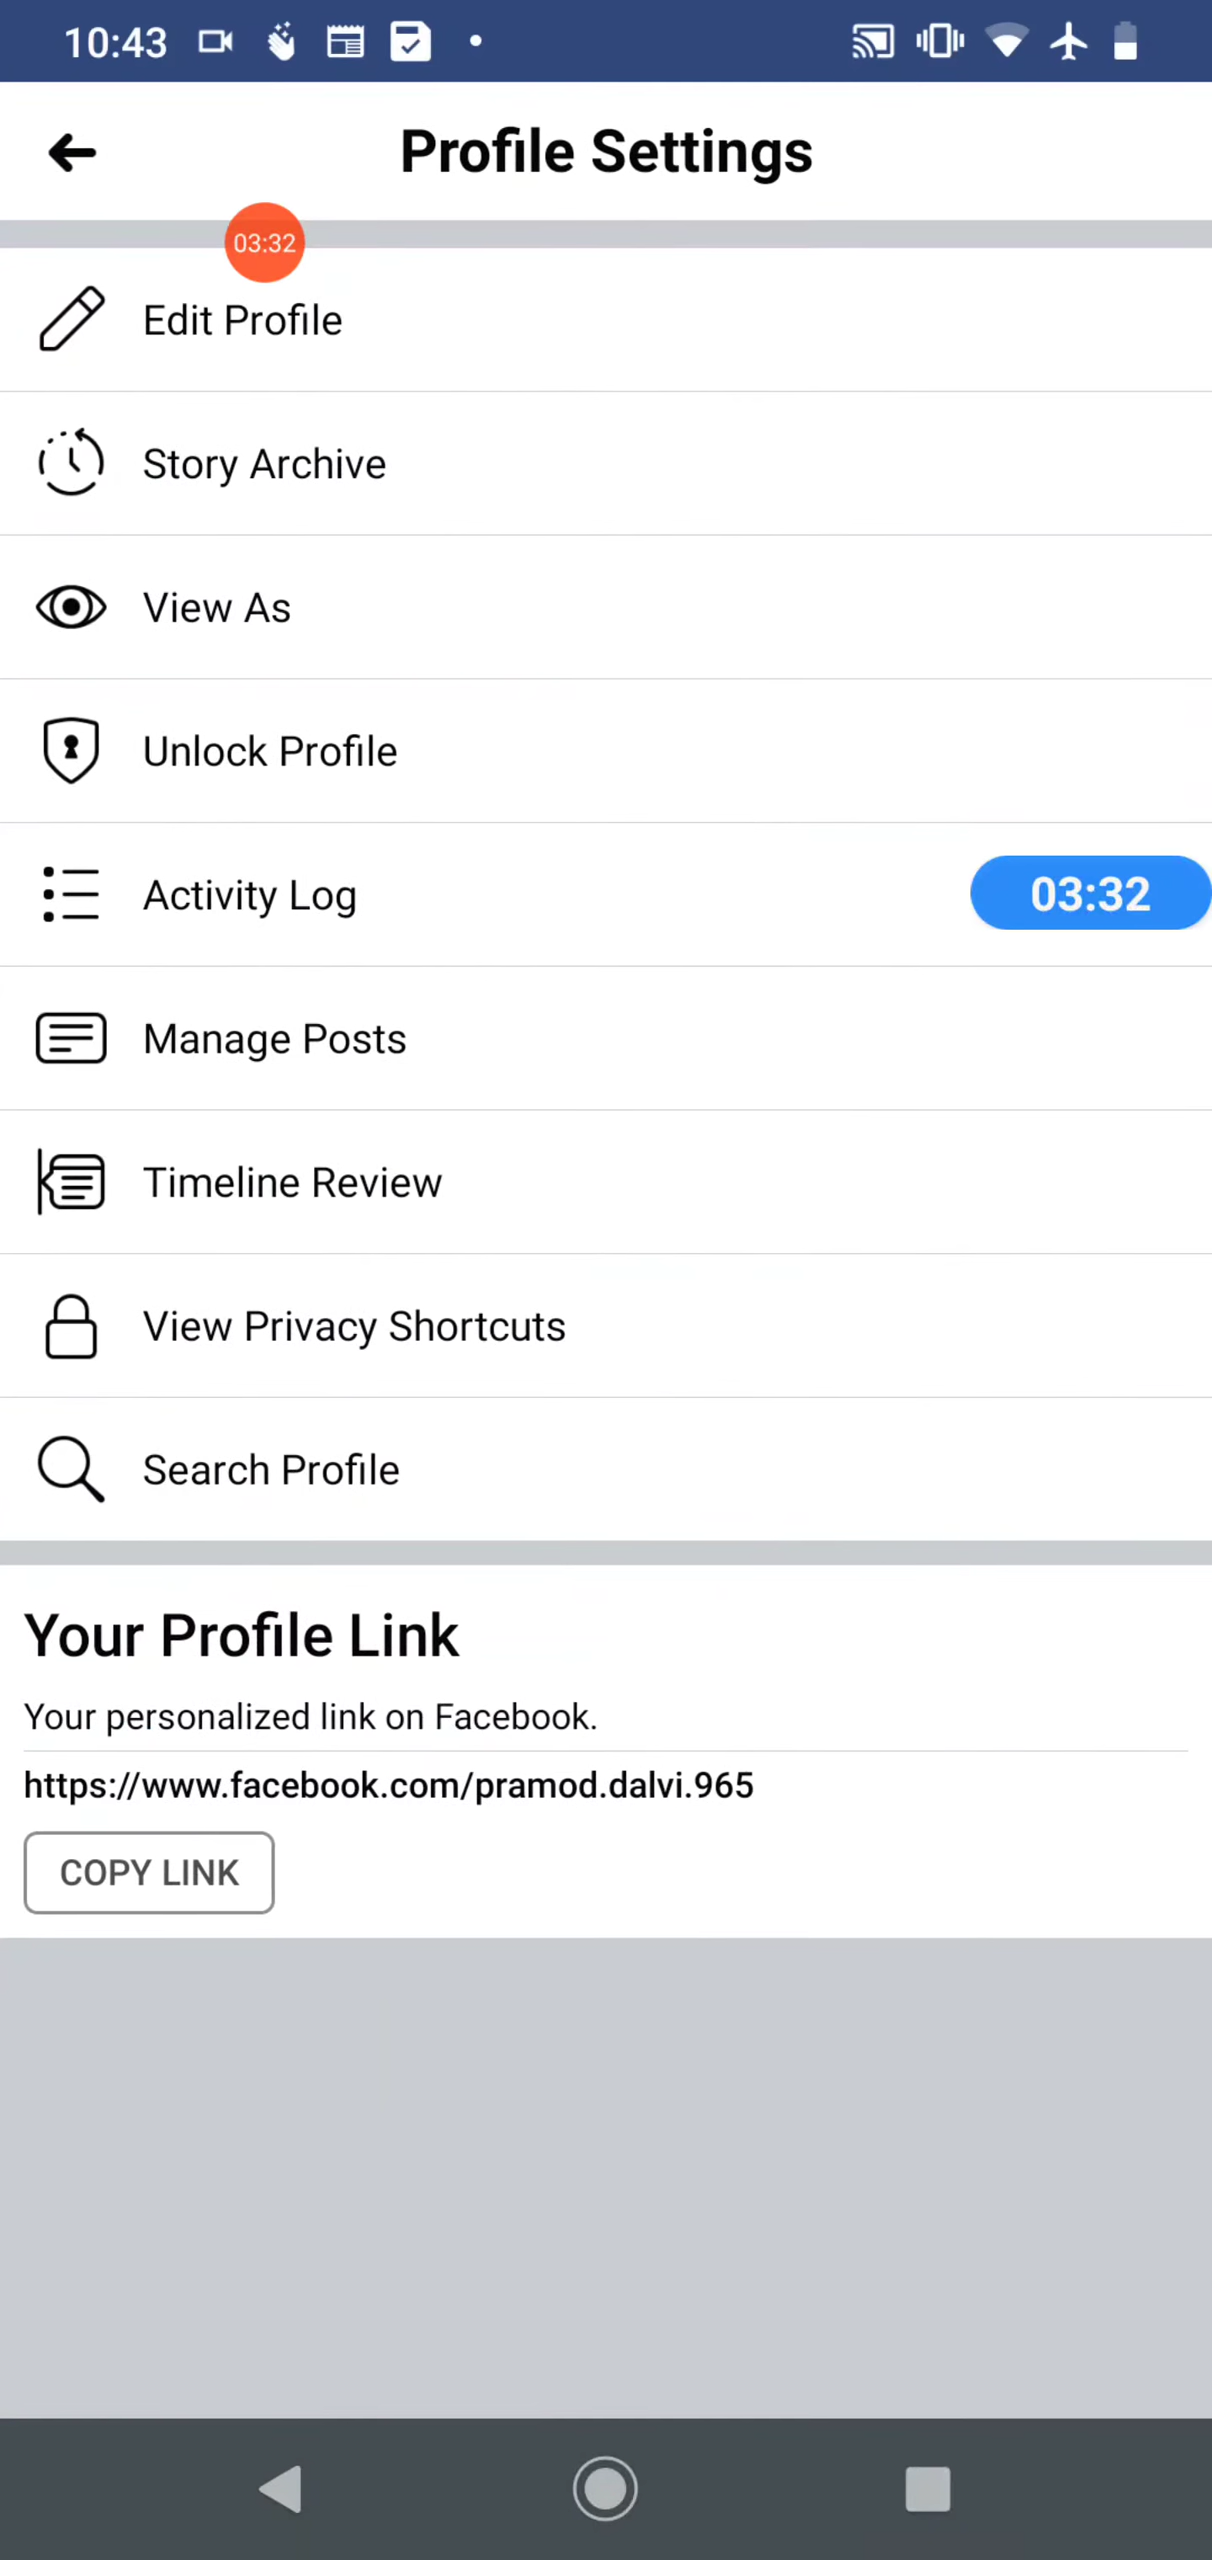 10:43
Profile Settings
03:32
Edit Profile
Story Archive
View As
Unlock Profile
Activity Log
03:32
Manage Posts
Timeline Review
View Privacy Shortcuts
Search Profile
Your Profile Link
Your personalized link on Facebook.
https://www.facebook.com/pramod.dalvi.965
COPY LINK